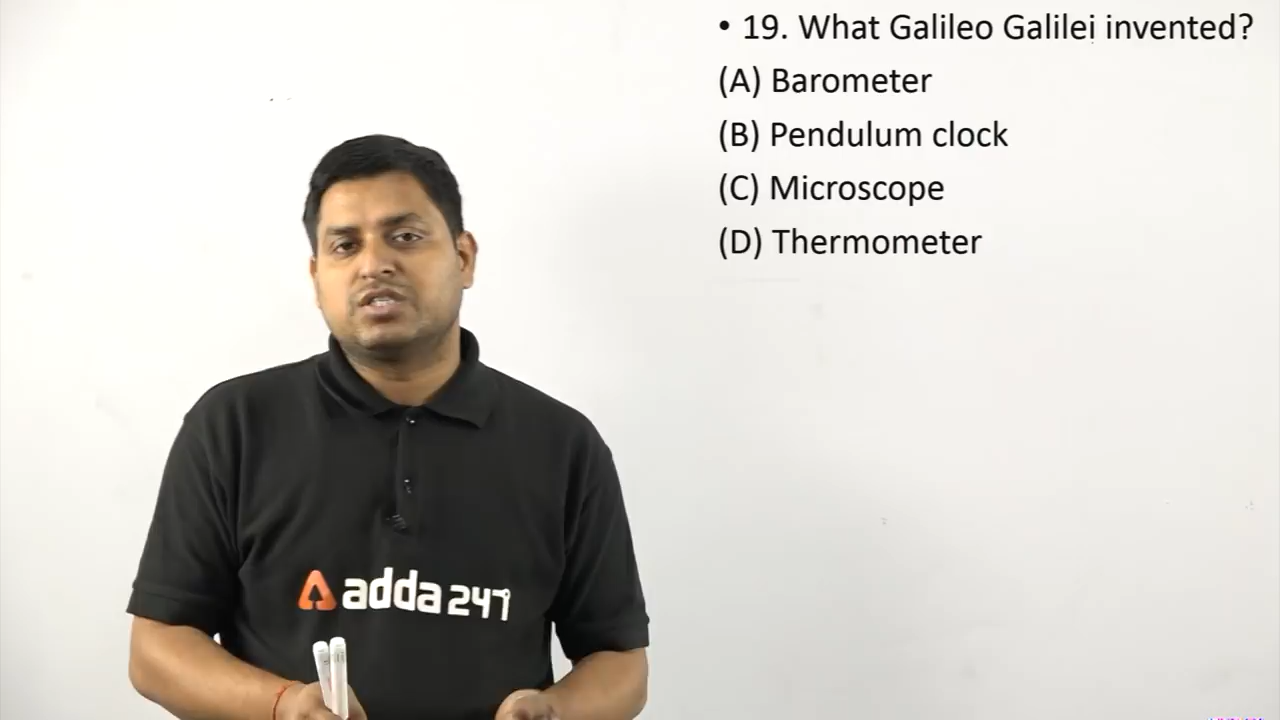 • 19. What Galileo Galilei invented?
(A) Barometer
(B) Pendulum clock
(C) Microscope
(D) Thermometer
adda 247